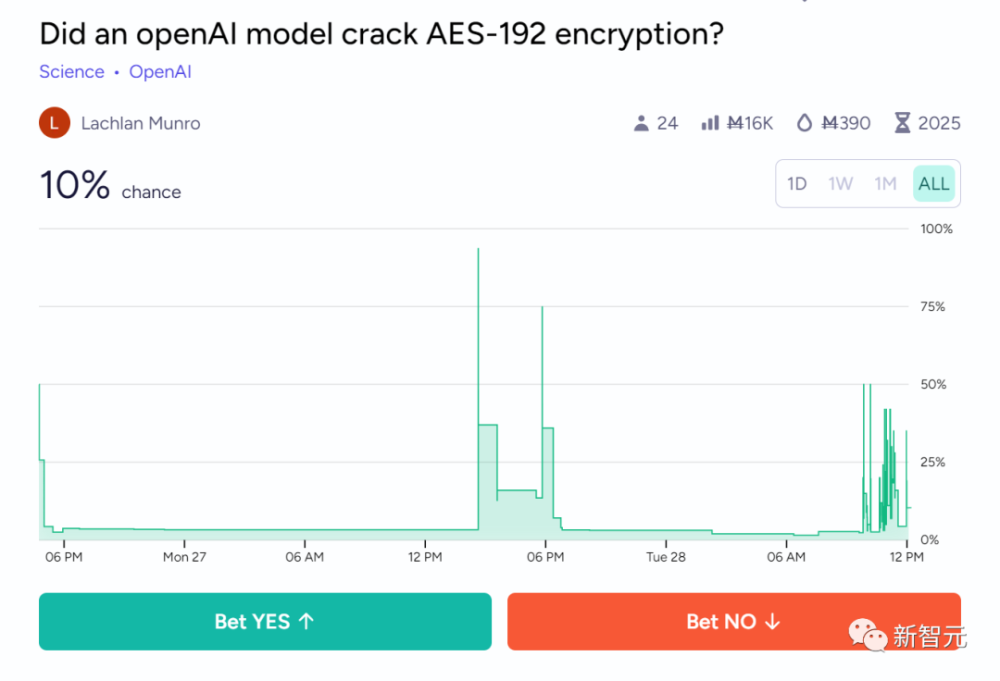 Did an openAI model crack AES-192 encryption?
Science • OpenAI
L Lachlan Munro 24 Ṁ16K Ṁ390 2025
10% chance 1D 1W 1M ALL
100%
75%
50%
25%
0%
06 PM Mon 27 06 AM 12 PM 06 PM Tue 28 06 AM 12 PM
Bet YES ↑ Bet NO ↓
新智元